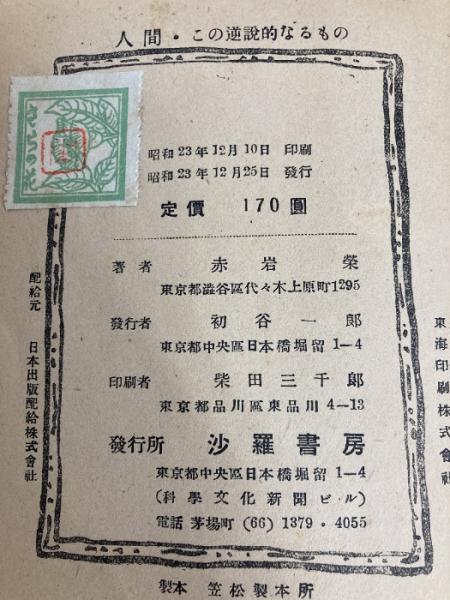 人間・この逆説的なるもの
昭和23年12月10日 印刷
昭和23年12月25日 發行
定價 170圓
著者 赤岩榮
東京都澁谷區代々木上原町1295
發行者 初谷一郎
東京都中央區日本橋堀留1—4
印刷者 柴田三千郎
東京都品川區東品川4—13
發行所 沙羅書房
東京都中央區日本橋堀留1—4
(科學文化新聞ビル)
電話 茅場町(66)1379・4055
製本 笠松製本所
配給元 日本出版配給株式會社
東海印刷株式會社